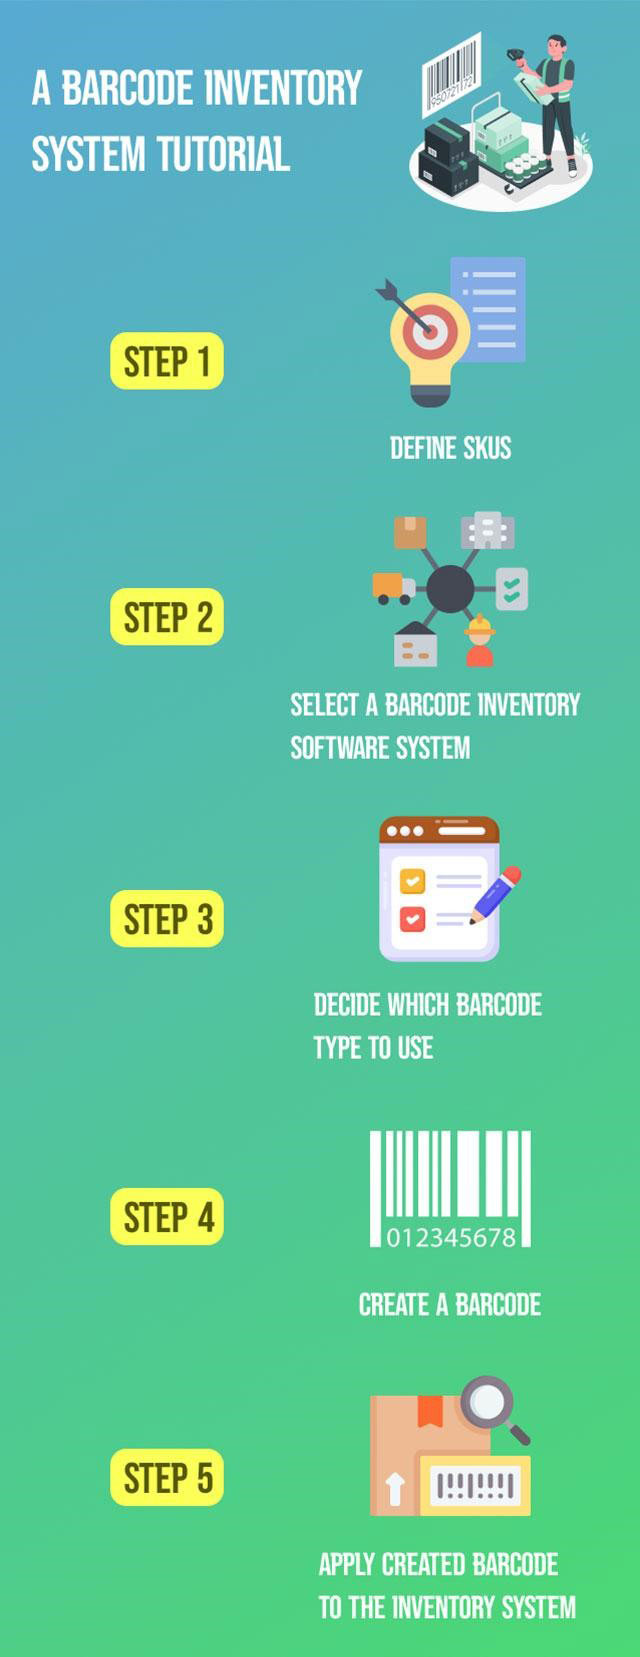 A BARCODE INVENTORY
SYSTEM TUTORIAL
950721172
STEP 1
DEFINE SKUS
STEP 2
SELECT A BARCODE INVENTORY
SOFTWARE SYSTEM
STEP 3
DECIDE WHICH BARCODE
TYPE TO USE
STEP 4
012345678
CREATE A BARCODE
STEP 5
APPLY CREATED BARCODE
TO THE INVENTORY SYSTEM